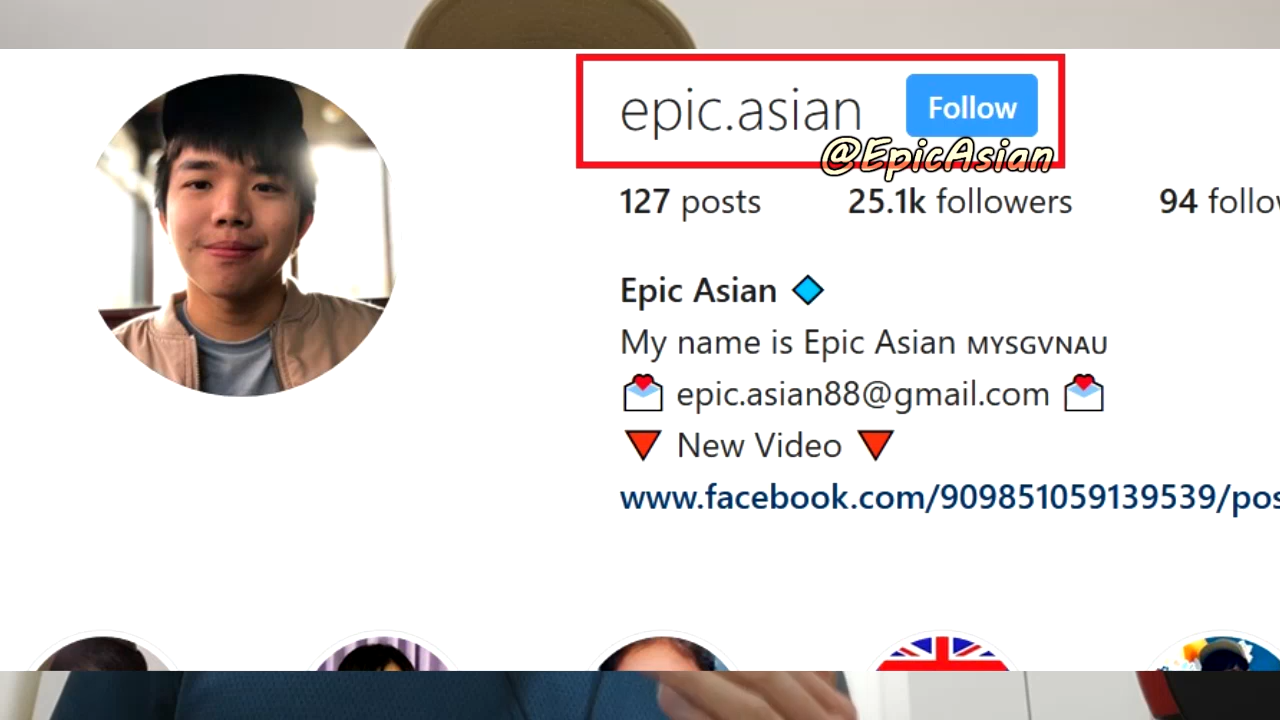 epic.asian Follow
@EpicAsian
127 posts 25.1k followers 94
Epic Asian
My name is Epic Asian MYSGVNAU
epic.asian88@gmail.com
New Video
www.facebook.com/909851059139539/pos